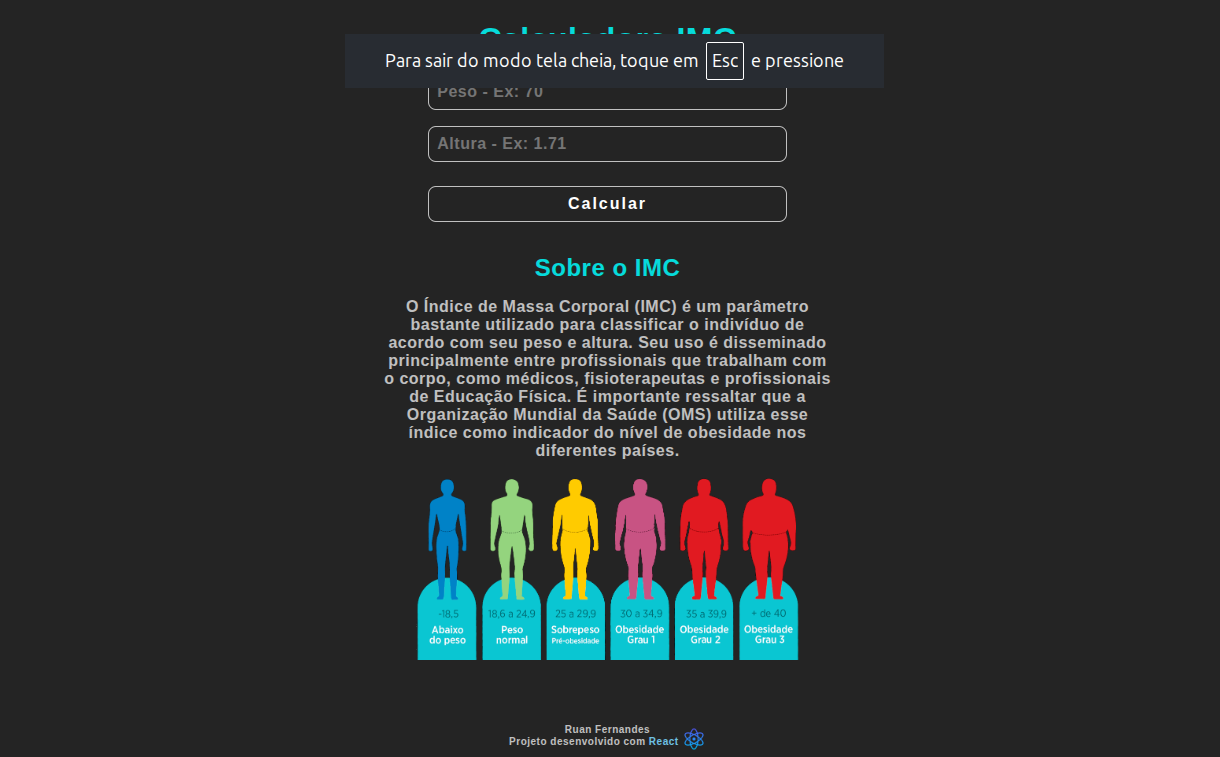 Calculadora IMC
Para sair do modo tela cheia, toque em Esc e pressione
Peso - Ex: 70
Altura - Ex: 1.71
Calcular
Sobre o IMC
O Índice de Massa Corporal (IMC) é um parâmetro
bastante utilizado para classificar o indivíduo de
acordo com seu peso e altura. Seu uso é disseminado
principalmente entre profissionais que trabalham com
o corpo, como médicos, fisioterapeutas e profissionais
de Educação Física. É importante ressaltar que a
Organização Mundial da Saúde (OMS) utiliza esse
índice como indicador do nível de obesidade nos
diferentes países.
-18,5
Abaixo
do peso
18,6 a 24,9
Peso
normal
25 a 29,9
Sobrepeso
Pré-obesidade
30 a 34,9
Obesidade
Grau 1
35 a 39,9
Obesidade
Grau 2
+ de 40
Obesidade
Grau 3
Ruan Fernandes
Projeto desenvolvido com React